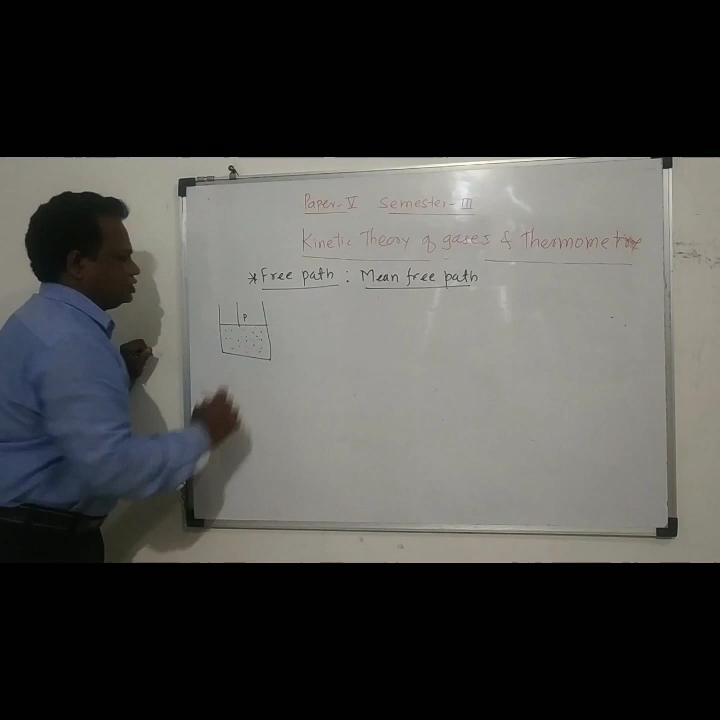 Paper-V Semester-III
Kinetic Theory of gases & Thermometry
*Free path : Mean free path
P